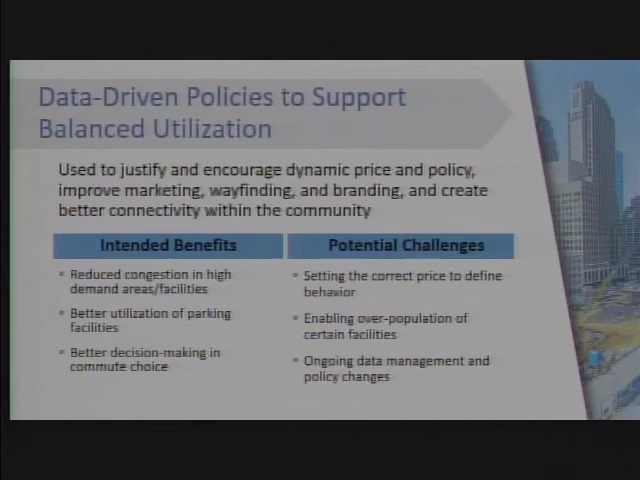 Data-Driven Policies to Support
Balanced Utilization
Used to justify and encourage dynamic price and policy,
improve marketing, wayfinding, and branding, and create
better connectivity within the community
Intended Benefits
Reduced congestion in high
demand areas/facilities
Better utilization of parking
facilities
Better decision-making in
commute choice
Potential Challenges
Setting the correct price to define
behavior
Enabling over-population of
certain facilities
Ongoing data management and
policy changes